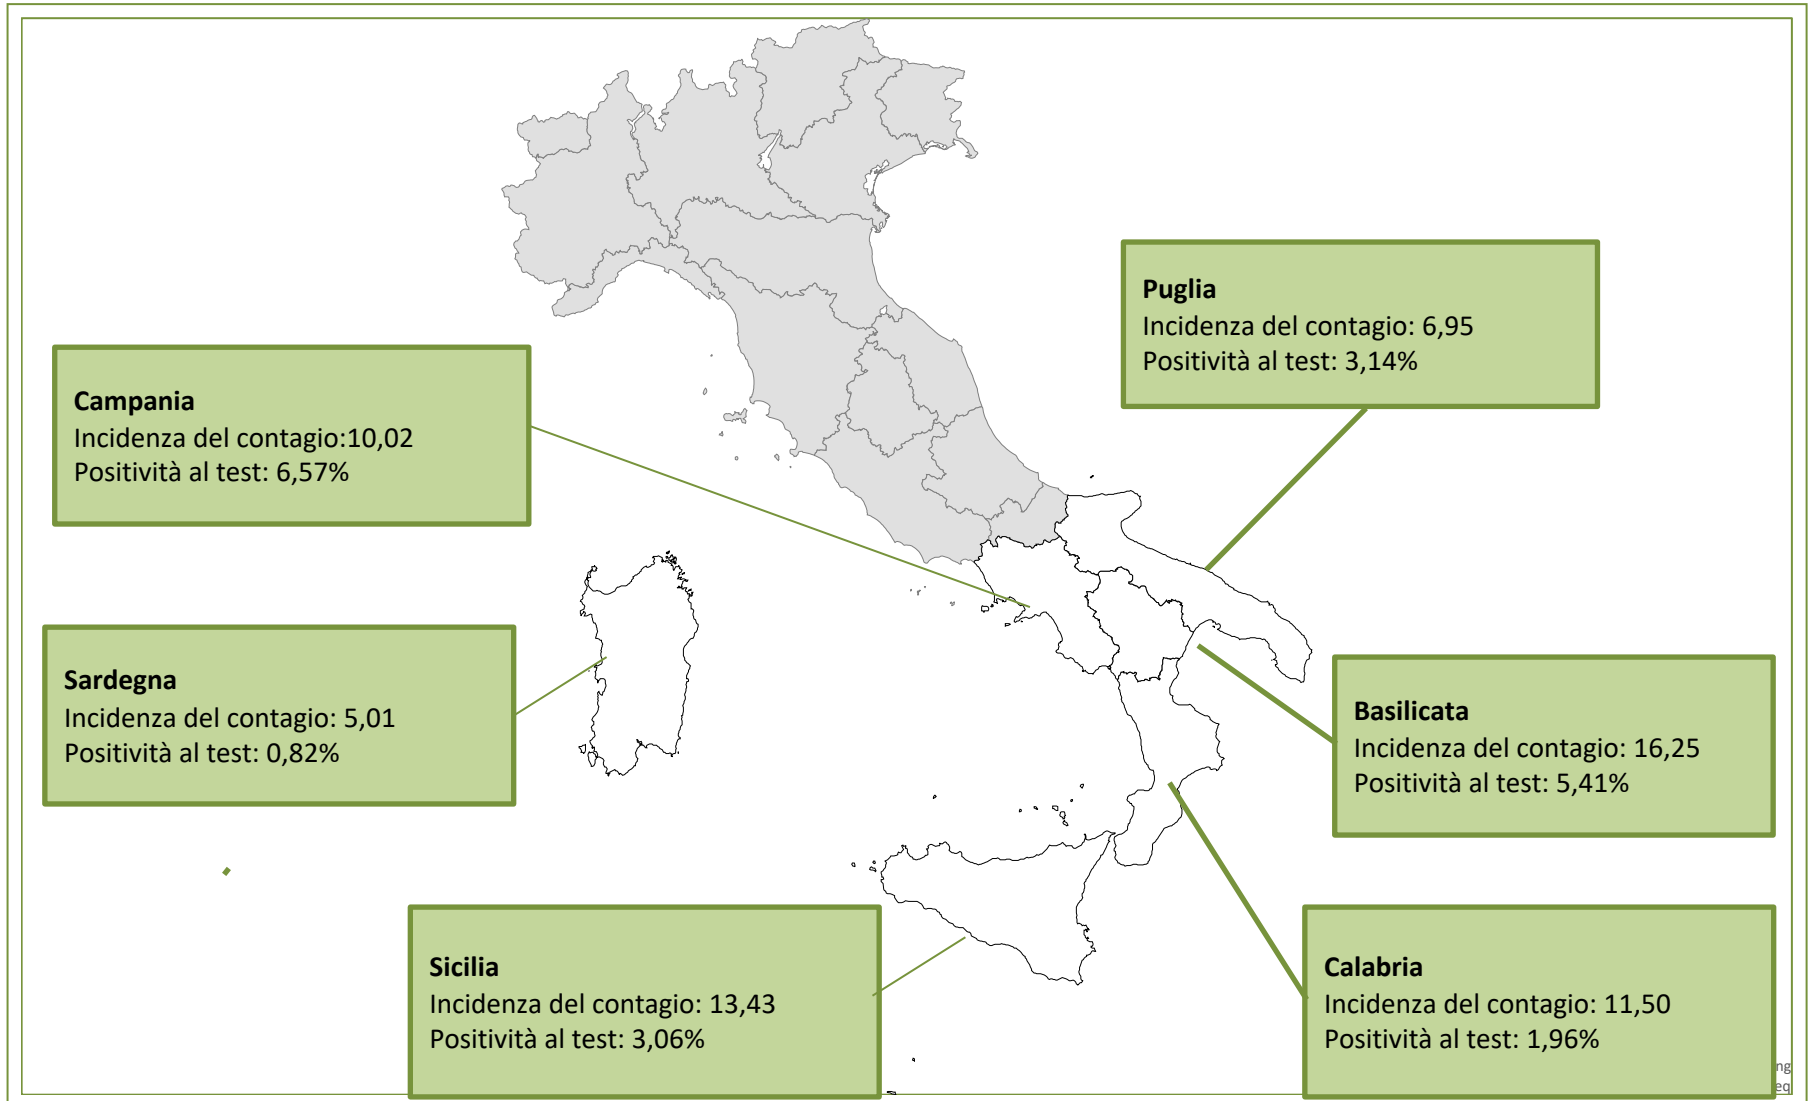 Puglia
Incidenza del contagio: 6,95
Positività al test: 3,14%
Campania
Incidenza del contagio:10,02
Positività al test: 6,57%
Sardegna
Incidenza del contagio: 5,01
Positività al test: 0,82%
Basilicata
Incidenza del contagio: 16,25
Positività al test: 5,41%
Sicilia
Incidenza del contagio: 13,43
Positività al test: 3,06%
Calabria
Incidenza del contagio: 11,50
Positività al test: 1,96%
ng
eq